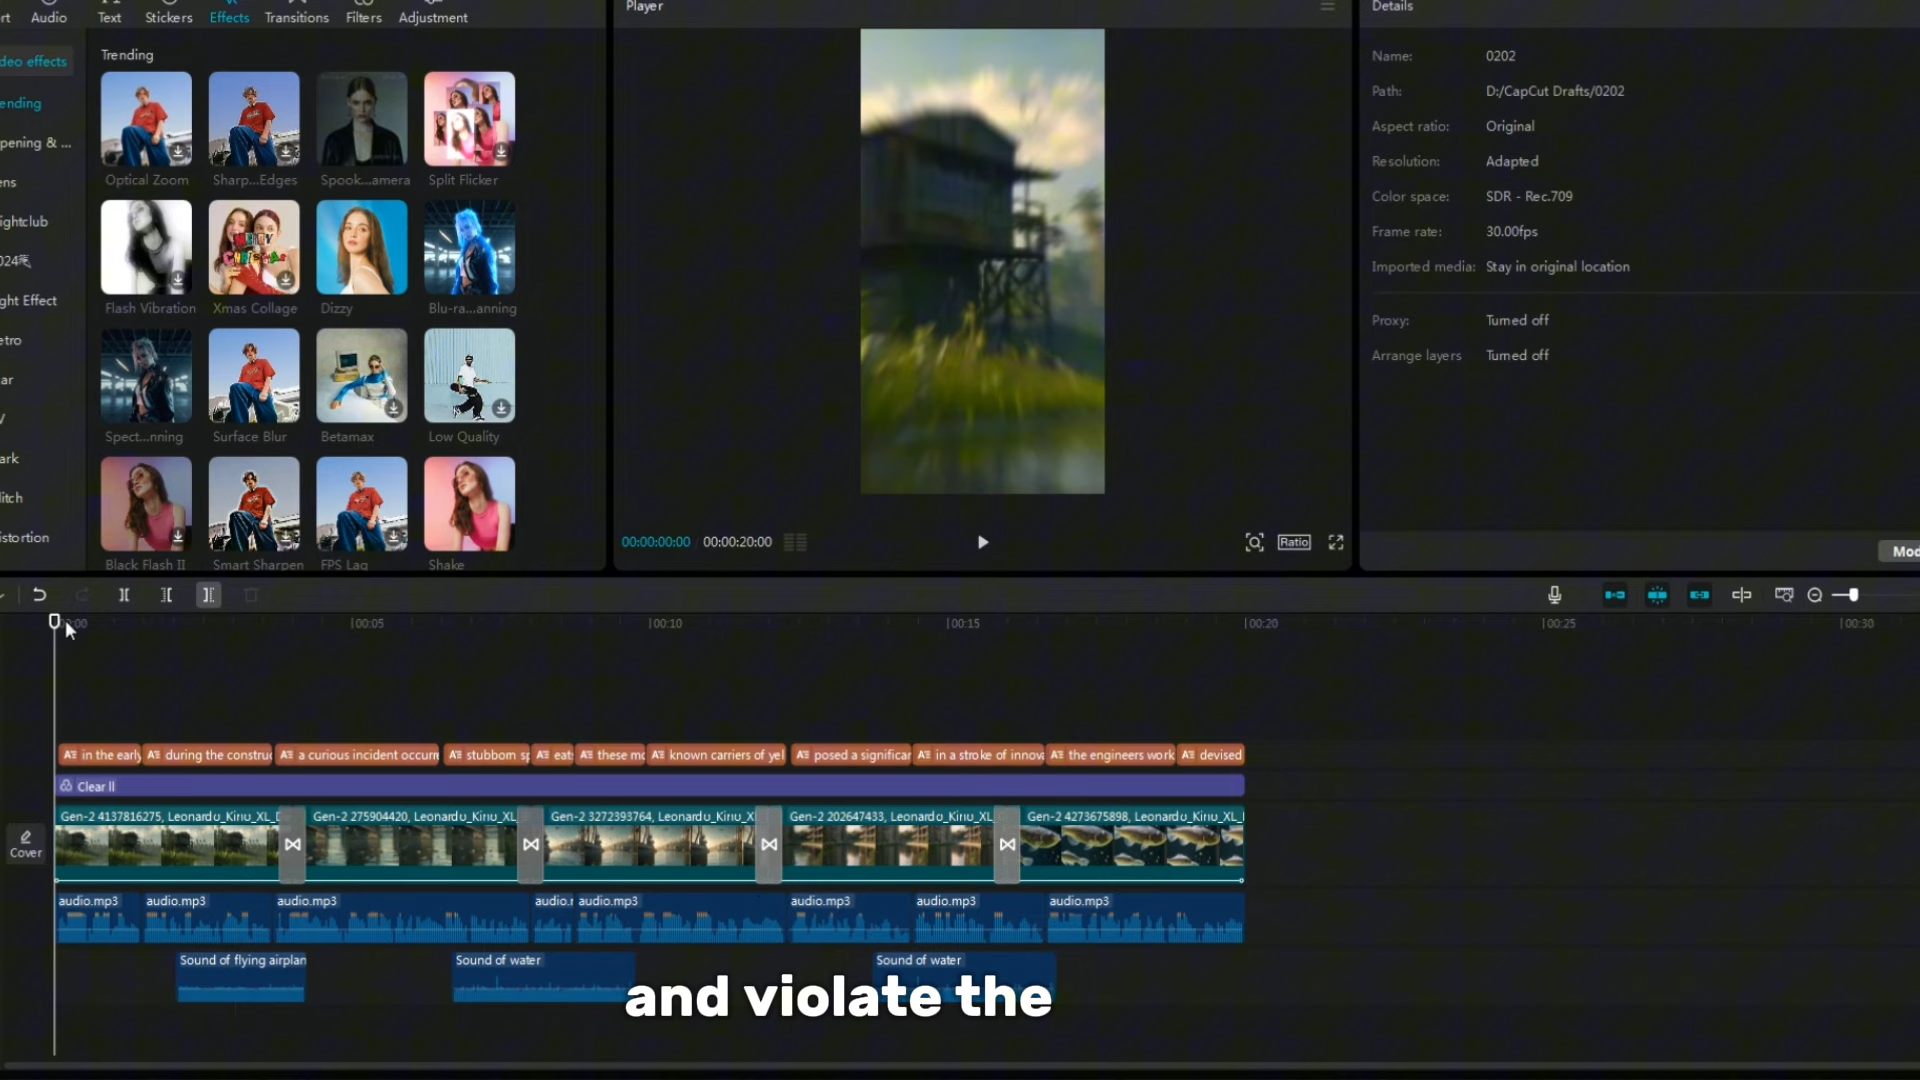 rt
Audio
Text
Stickers
Effects
Transitions
Filters
Adjustment
deo effects
ending
pening & ...
ens
ightclub
ght Effect
etro
ar
V
ark
litch
istortion
Trending
Optical Zoom
Sharp...Edges
Spook...amera
Split Flicker
Flash Vibration
Xmas Collage
Dizzy
Blu-ra...anning
Spect...nning
Surface Blur
Betamax
Low Quality
Black Flash II
Smart Sharpen
FPS Lag
Shake
Player
00:00:00:00
00:00:20:00
Ratio
Details
Name: 0202
Path: D:/CapCut Drafts/0202
Aspect ratio: Original
Resolution: Adapted
Color space: SDR - Rec.709
Frame rate: 30.00fps
Imported media: Stay in original location
Proxy: Turned off
Arrange layers Turned off
Mod
00:05
00:10
00:15
00:20
00:25
00:30
in the early
during the construc
a curious incident occurr
stubborn sp
eat
these mo
known carriers of yel
posed a significan
in a stroke of innov
the engineers work
devised
Clear II
Cover
Gen-2 4137816275, Leonardo_Kino_XL_D
Gen-2 275904420, Leonardo_Kino_XL_
Gen-2 3272393764, Leonardo_Kino_X
Gen-2 202647433, Leonardo_Kino_XL_
Gen-2 4273675898, Leonardo_Kino_XL_
audio.mp3
audio.mp3
audio.mp3
audio.r
audio.mp3
audio.mp3
audio.mp3
audio.mp3
Sound of flying airplan
Sound of water
Sound of water
and violate the